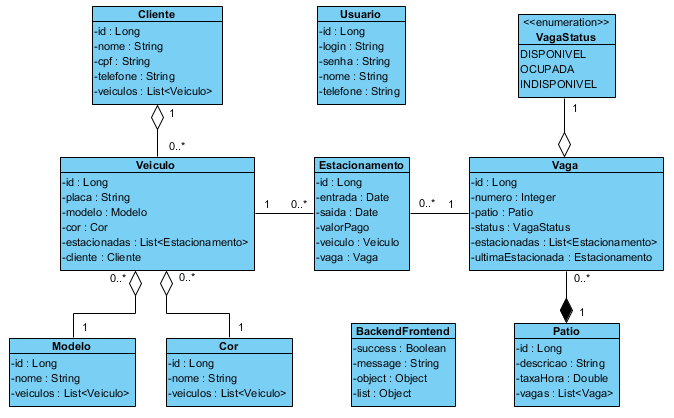 Cliente
-id : Long
-nome : String
-cpf : String
-telefone : String
-veiculos : List<Veiculo>
Usuario
-id : Long
-login : String
-senha : String
-nome : String
-telefone : String
<<enumeration>>
VagaStatus
DISPONIVEL
OCUPADA
INDISPONIVEL
1
0..*
1
Veiculo
-id : Long
-placa : String
-modelo : Modelo
-cor : Cor
-estacionadas : List<Estacionamento>
-cliente : Cliente
1
0..*
Estacionamento
-id : Long
-entrada : Date
-saida : Date
-valorPago
-veiculo : Veiculo
-vaga : Vaga
0..*
1
Vaga
-id : Long
-numero : Integer
-patio : Patio
-status : VagaStatus
-estacionadas : List<Estacionamento>
-ultimaEstacionada : Estacionamento
0..*
0..*
0..*
1
1
1
Modelo
-id : Long
-nome : String
-veiculos : List<Veiculo>
Cor
-id : Long
-nome : String
-veiculos : List<Veiculo>
BackendFrontend
-success : Boolean
-message : String
-object : Object
-list : Object
Patio
-id : Long
-descricao : String
-taxaHora : Double
-vagas : List<Vaga>